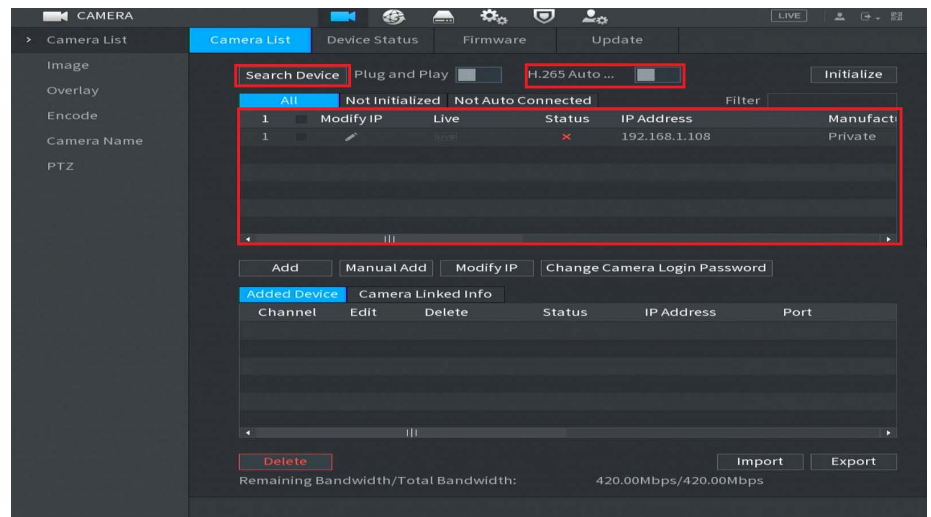 CAMERA LIVE
> Camera List Camera List Device Status Firmware Update
Image
Search Device Plug and Play H.265 Auto ... Initialize
Overlay
All Not Initialized Not Auto Connected Filter
Encode
1 Modify IP Live Status IP Address Manufactu
Camera Name
1 192.168.1.108 Private
PTZ
Add Manual Add Modify IP Change Camera Login Password
Added Device Camera Linked Info
Channel Edit Delete Status IP Address Port
Delete Import Export
Remaining Bandwidth/Total Bandwidth: 420.00Mbps/420.00Mbps